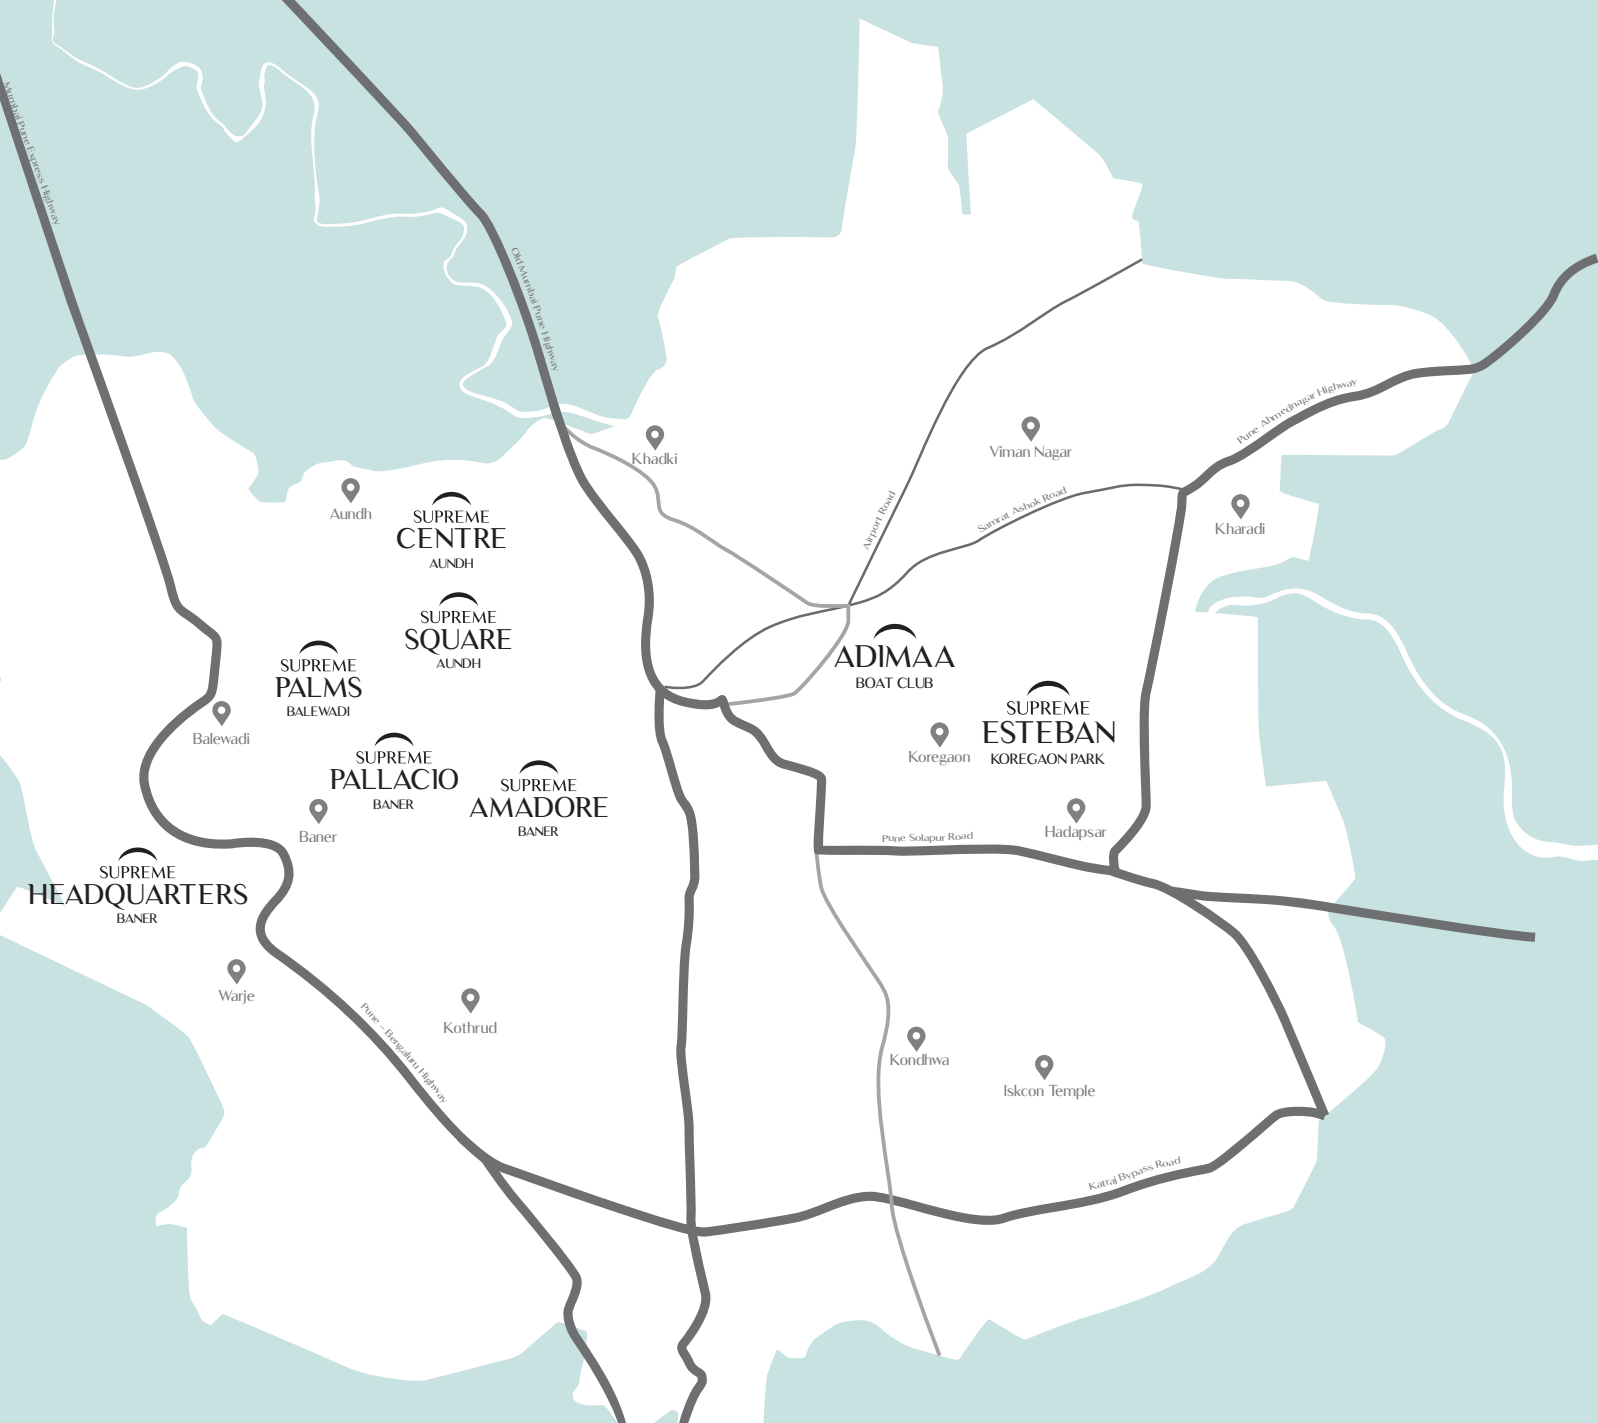 Mumbai Pune Express Highway
Old Mumbai Pune Highway
Khadki
Viman Nagar
Pune Ahmednagar Highway
Airport Road
Samrat Ashok Road
Kharadi
Aundh
SUPREME
CENTRE
AUNDH
SUPREME
SQUARE
AUNDH
SUPREME
PALMS
BALEWADI
ADIMAA
BOAT CLUB
SUPREME
ESTEBAN
KOREGAON PARK
Koregaon
Balewadi
SUPREME
PALLACIO
BANER
SUPREME
AMADORE
BANER
Baner
Hadapsar
Pune Solapur Road
SUPREME
HEADQUARTERS
BANER
Warje
Kothrud
Pune – Bengaluru Highway
Kondhwa
Iskcon Temple
Katraj Bypass Road